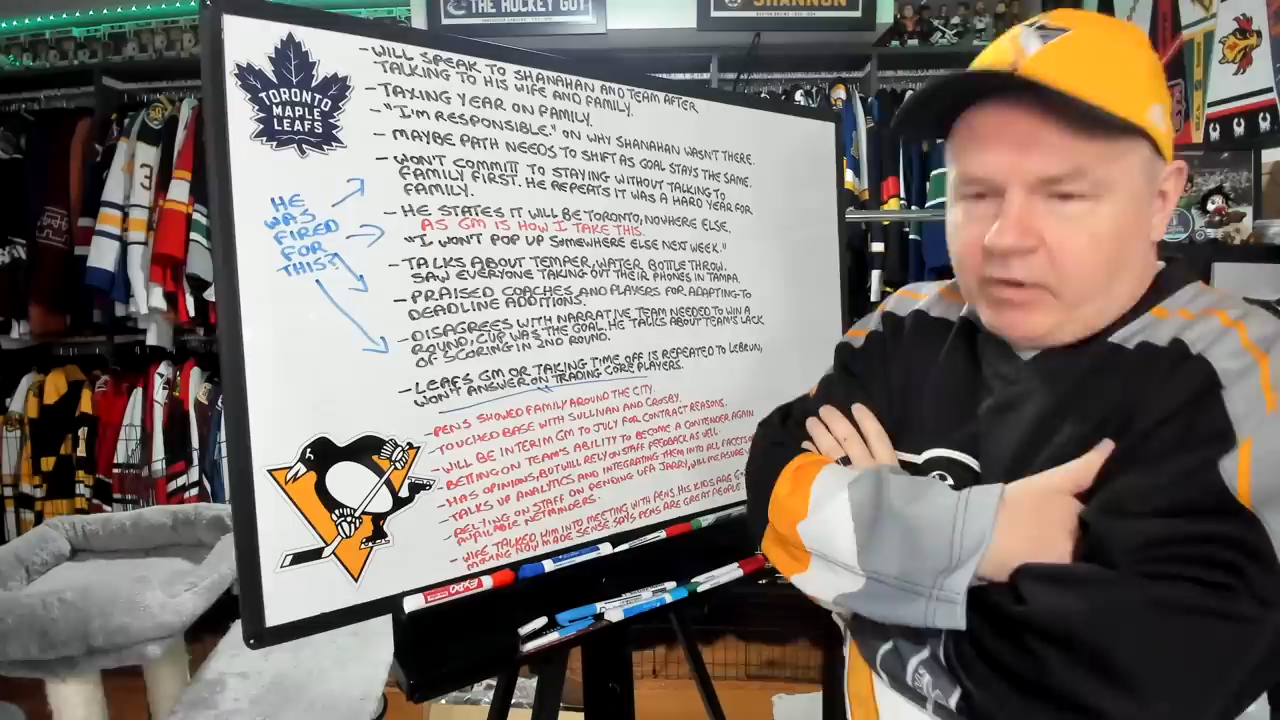 THE HOCKEY GUY
SHANNON
TORONTO
MAPLE
LEAFS
-WILL SPEAK TO SHANAHAN AND TEAM AFTER
TALKING TO HIS WIFE AND FAMILY.
-TAXING YEAR ON FAMILY.
-"I'M RESPONSIBLE." ON WHY SHANAHAN WASN'T THERE.
- MAYBE PATH NEEDS TO SHIFT AS GOAL STAYS THE SAME.
- WON'T COMMIT TO STAYING WITHOUT TALKING TO
FAMILY FIRST. HE REPEATS IT WAS A HARD YEAR FOR
FAMILY.
HE
WAS
FIRED
FOR
THIS?
- HE STATES IT WILL BE TORONTO, NOWHERE ELSE,
AS GM IS HOW I TAKE THIS.
"I WON'T POP UP SOMEWHERE ELSE NEXT WEEK."
- TALKS ABOUT TEMPER, WATER BOTTLE THROW.
SAW EVERYONE TAKING OUT THEIR PHONES IN TAMPA.
- PRAISED COACHES AND PLAYERS FOR ADAPTING TO
DEADLINE ADDITIONS.
- DISAGREES WITH NARRATIVE TEAM NEEDED TO WIN A
ROUND, CUP WAS THE GOAL. HE TALKS ABOUT TEAM'S LACK
OF SCORING IN 2ND ROUND.
- LEAFS GM OR TAKING TIME OFF IS REPEATED TO LEBRUN,
WON'T ANSWER ON TRADING CORE PLAYERS.
- PENS SHOWED FAMILY AROUND THE CITY.
-TOUCHED BASE WITH SULLIVAN AND CROSBY.
-WILL BE INTERIM GM TO JULY FOR CONTRACT REASONS.
- BETTING ON TEAM'S ABILITY TO BECOME A CONTENDER AGAIN
- HAS OPINIONS, BUT WILL RELY ON STAFF FEEDBACK AS WELL.
- TALKS UP ANALYTICS AND INTEGRATING THEM INTO ALL FACETS
- RELYING ON STAFF ON PENDING UFA JARRY, WILL MEASURE
AVAILABLE NETMINDERS.
- WIFE TALKED HIM INTO MEETING WITH PENS. HIS KIDS ARE
MOVING NOW MADE SENSE. SAYS PENS ARE GREAT PEOPLE.
EXPO
3